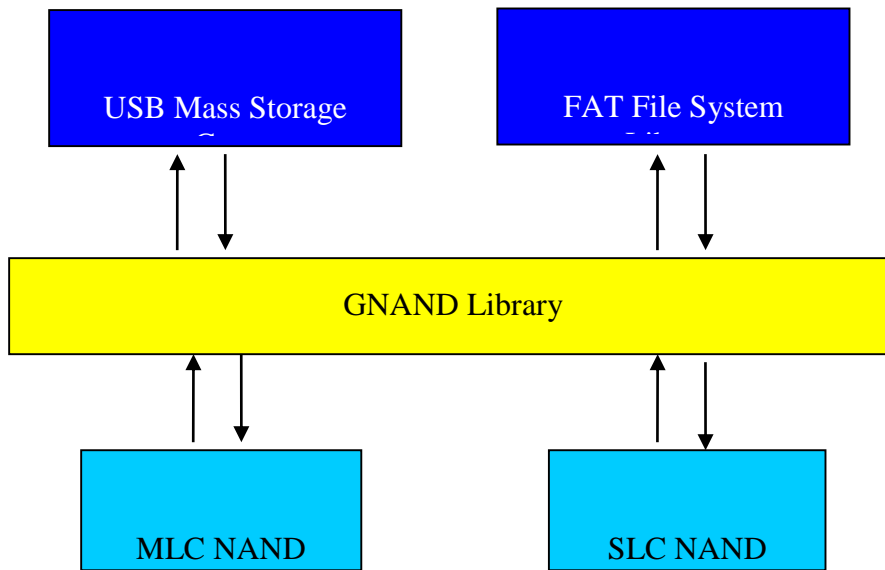 USB Mass Storage
FAT File System
GNAND Library
MLC NAND
SLC NAND